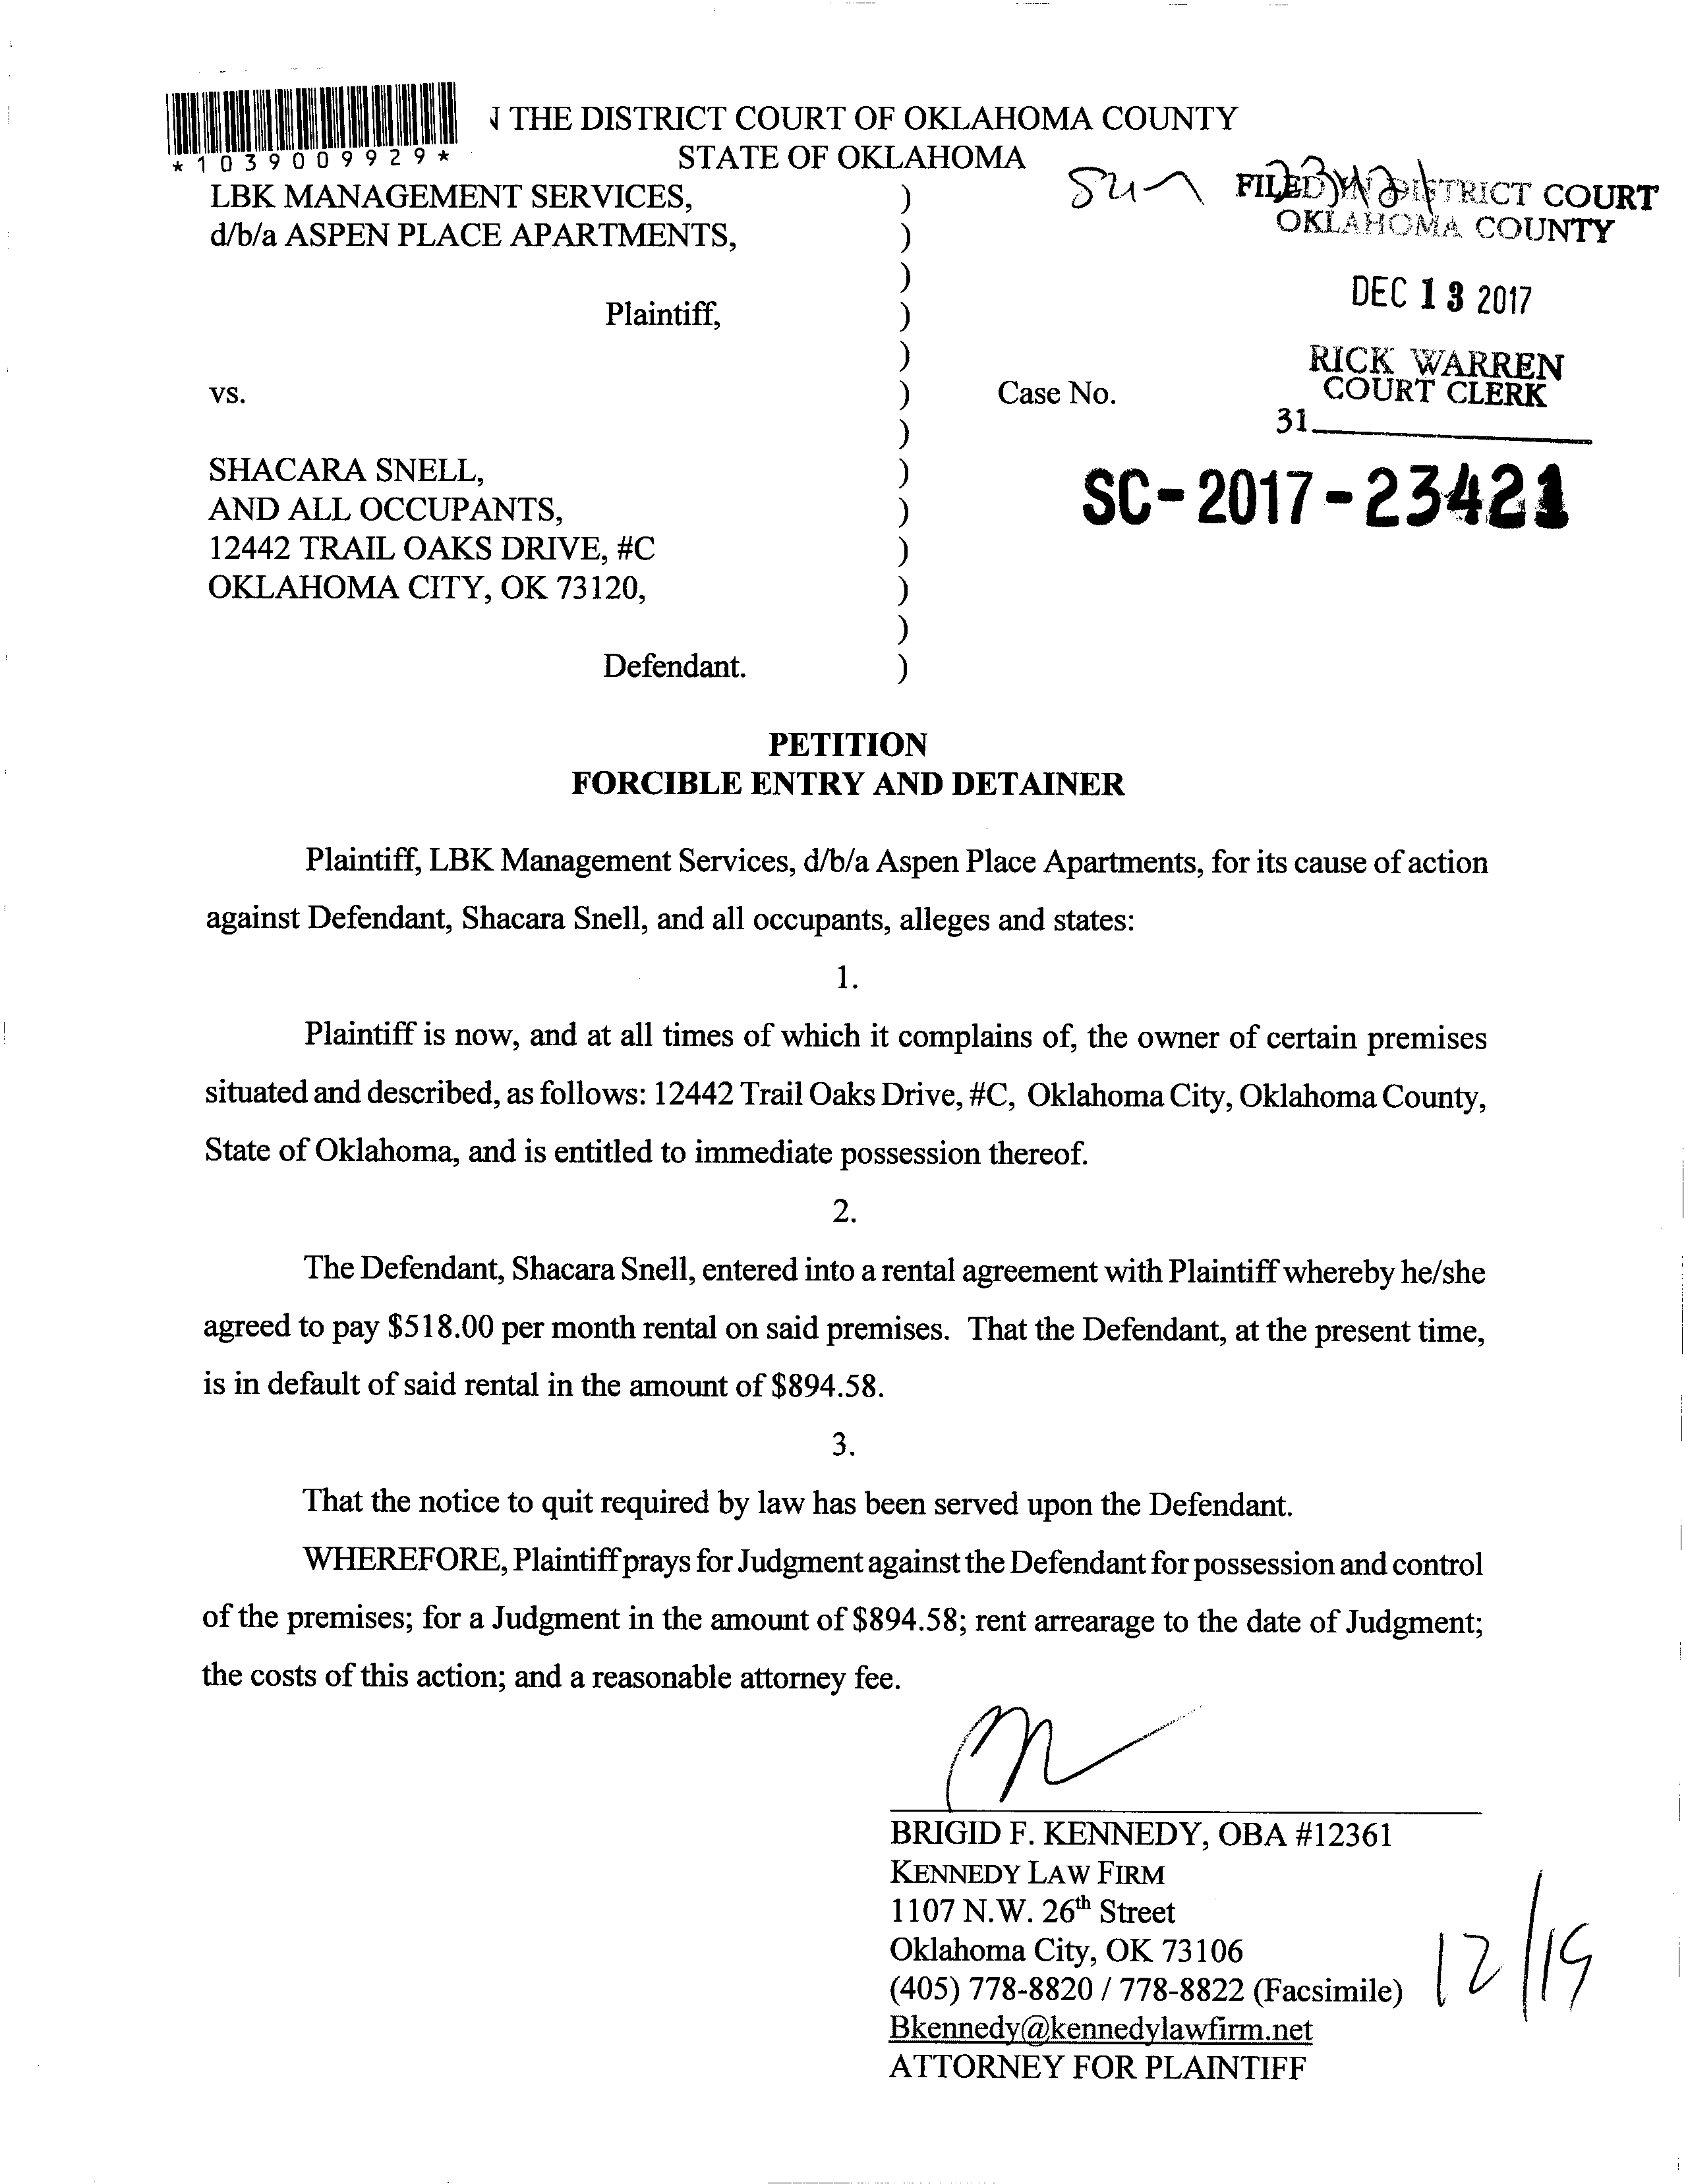 THE DISTRICT COURT OF OKLAHOMA COUNTY
*1039009929*
STATE OF OKLAHOMA
FILED IN DISTRICT COURT
OKLAHOMA COUNTY
LBK MANAGEMENT SERVICES, )
d/b/a ASPEN PLACE APARTMENTS, )
)
DEC 13 2017
Plaintiff, )
)
RICK WARREN
COURT CLERK
vs. ) Case No.
31
)
SHACARA SNELL, )
SC-2017-23421
AND ALL OCCUPANTS, )
12442 TRAIL OAKS DRIVE, #C )
OKLAHOMA CITY, OK 73120, )
)
Defendant. )
PETITION
FORCIBLE ENTRY AND DETAINER
Plaintiff, LBK Management Services, d/b/a Aspen Place Apartments, for its cause of action
against Defendant, Shacara Snell, and all occupants, alleges and states:
1.
Plaintiff is now, and at all times of which it complains of, the owner of certain premises
situated and described, as follows: 12442 Trail Oaks Drive, #C, Oklahoma City, Oklahoma County,
State of Oklahoma, and is entitled to immediate possession thereof.
2.
The Defendant, Shacara Snell, entered into a rental agreement with Plaintiff whereby he/she
agreed to pay $518.00 per month rental on said premises. That the Defendant, at the present time,
is in default of said rental in the amount of $894.58.
3.
That the notice to quit required by law has been served upon the Defendant.
WHEREFORE, Plaintiff prays for Judgment against the Defendant for possession and control
of the premises; for a Judgment in the amount of $894.58; rent arrearage to the date of Judgment;
the costs of this action; and a reasonable attorney fee.
BRIGID F. KENNEDY, OBA #12361
KENNEDY LAW FIRM
1107 N.W. 26th Street
Oklahoma City, OK 73106
(405) 778-8820 / 778-8822 (Facsimile)
Bkennedy@kennedylawfirm.net
ATTORNEY FOR PLAINTIFF
12/19